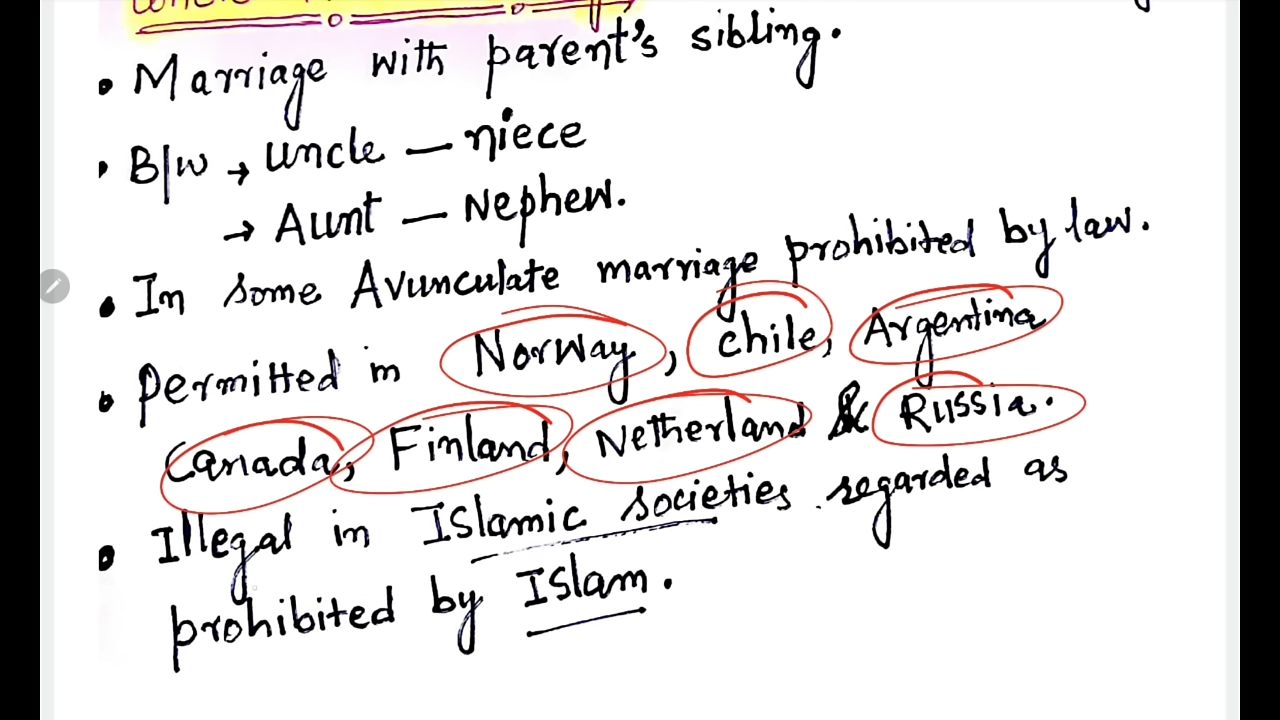 • Marriage with parent's sibling.
• B/w → Uncle — niece
→ Aunt — Nephew.
• In some Avunculate marriage prohibited by law.
• Permitted in Norway, Chile, Argentina
Canada, Finland, Netherland & Russia.
• Illegal in Islamic societies regarded as
prohibited by Islam.